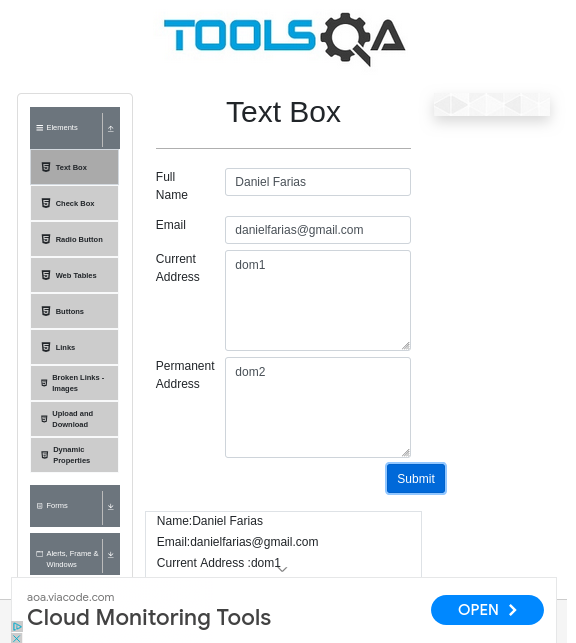 TOOLSQA
Elements
Text Box
Check Box
Radio Button
Web Tables
Buttons
Links
Broken Links -
Images
Upload and
Download
Dynamic
Properties
Forms
Alerts, Frame &
Windows
Text Box
Full
Name
Daniel Farias
Email
danielfarias@gmail.com
Current
Address
dom1
Permanent
Address
dom2
Submit
Name:Daniel Farias
Email:danielfarias@gmail.com
Current Address :dom1
aoa.viacode.com
Cloud Monitoring Tools
OPEN